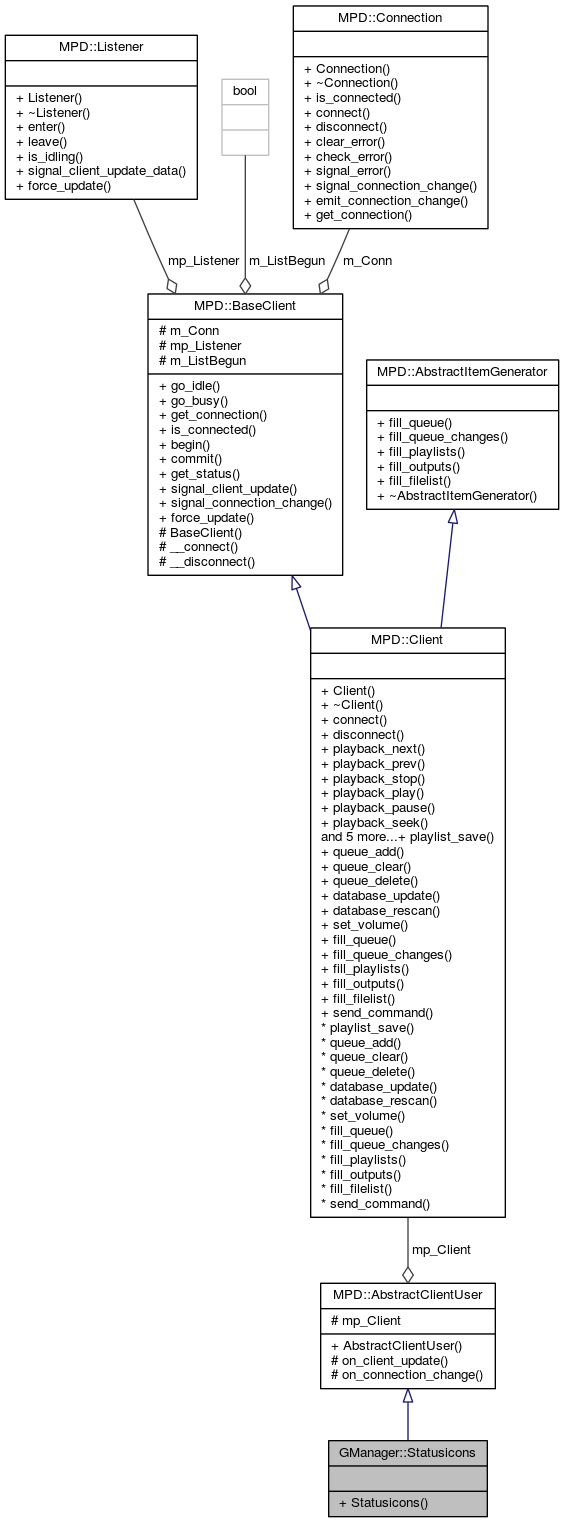 MPD::Connection
+ Connection()
+ ~Connection()
+ is_connected()
+ connect()
+ disconnect()
+ clear_error()
+ check_error()
+ signal_error()
+ signal_connection_change()
+ emit_connection_change()
+ get_connection()
MPD::Listener
+ Listener()
+ ~Listener()
+ enter()
+ leave()
+ is_idling()
+ signal_client_update_data()
+ force_update()
bool
mp_Listener
m_ListBegun
m_Conn
MPD::BaseClient
# m_Conn
# mp_Listener
# m_ListBegun
+ go_idle()
+ go_busy()
+ get_connection()
+ is_connected()
+ begin()
+ commit()
+ get_status()
+ signal_client_update()
+ signal_connection_change()
+ force_update()
# BaseClient()
# __connect()
# __disconnect()
MPD::AbstractItemGenerator
+ fill_queue()
+ fill_queue_changes()
+ fill_playlists()
+ fill_outputs()
+ fill_filelist()
+ ~AbstractItemGenerator()
MPD::Client
+ Client()
+ ~Client()
+ connect()
+ disconnect()
+ playback_next()
+ playback_prev()
+ playback_stop()
+ playback_play()
+ playback_pause()
+ playback_seek()
and 5 more...+ playlist_save()
+ queue_add()
+ queue_clear()
+ queue_delete()
+ database_update()
+ database_rescan()
+ set_volume()
+ fill_queue()
+ fill_queue_changes()
+ fill_playlists()
+ fill_outputs()
+ fill_filelist()
+ send_command()
* playlist_save()
* queue_add()
* queue_clear()
* queue_delete()
* database_update()
* database_rescan()
* set_volume()
* fill_queue()
* fill_queue_changes()
* fill_playlists()
* fill_outputs()
* fill_filelist()
* send_command()
mp_Client
MPD::AbstractClientUser
# mp_Client
+ AbstractClientUser()
# on_client_update()
# on_connection_change()
GManager::Statusicons
+ Statusicons()